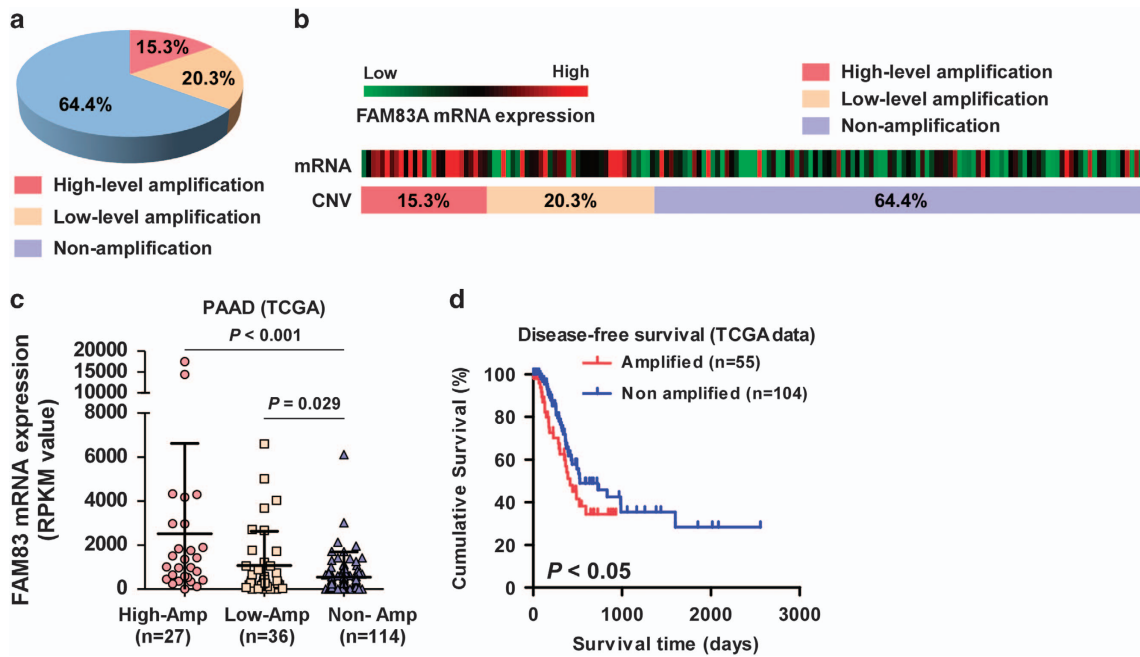 a
15.3%
20.3%
64.4%
High-level amplification
Low-level amplification
Non-amplification
b
Low
High
FAM83A mRNA expression
High-level amplification
Low-level amplification
Non-amplification
mRNA
CNV
15.3%
20.3%
64.4%
c
PAAD (TCGA)
P < 0.001
P = 0.029
FAM83 mRNA expression
(RPKM value)
20000
15000
10000
8000
6000
4000
2000
0
High-Amp
(n=27)
Low-Amp
(n=36)
Non- Amp
(n=114)
d
Disease-free survival (TCGA data)
Amplified (n=55)
Non amplified (n=104)
Cumulative Survival (%)
100
80
60
40
20
0
P < 0.05
0
1000
2000
3000
Survival time (days)